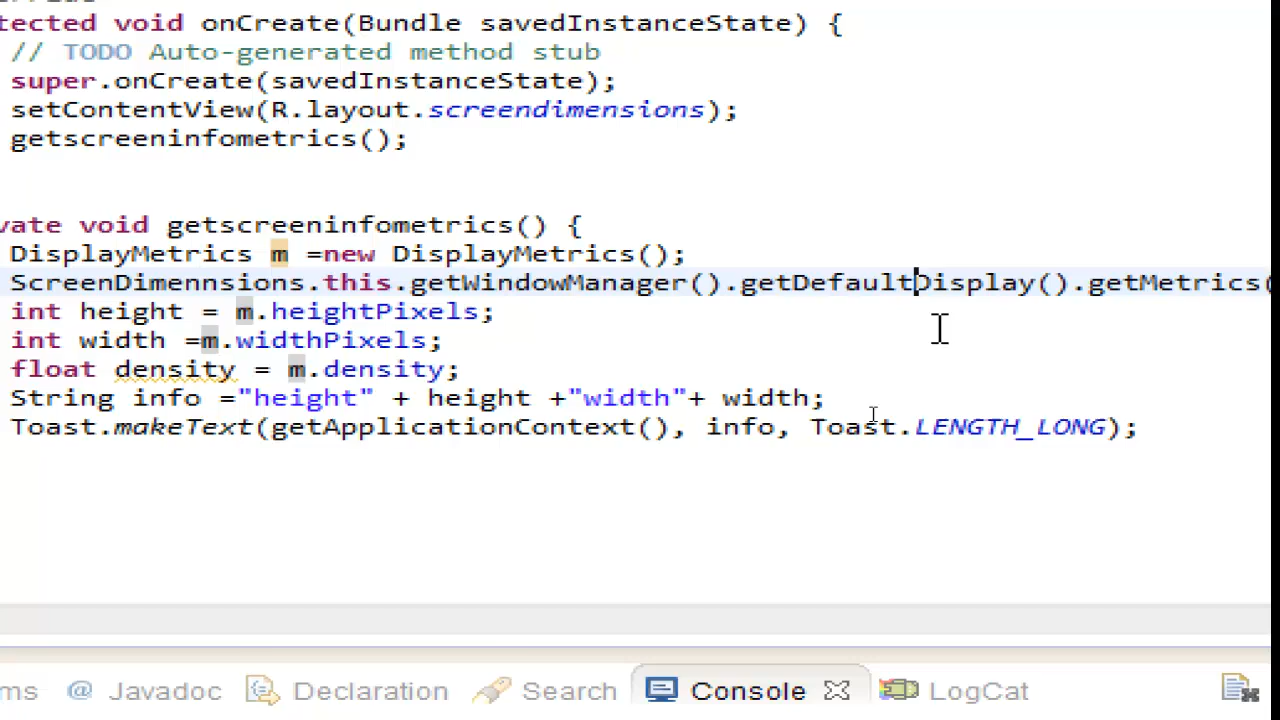 tected void onCreate(Bundle savedInstanceState) {
// TODO Auto-generated method stub
super.onCreate(savedInstanceState);
setContentView(R.layout.screendimensions);
getscreeninfometrics();
vate void getscreeninfometrics() {
DisplayMetrics m =new DisplayMetrics();
ScreenDimennsions.this.getWindowManager().getDefaultDisplay().getMetrics(
int height = m.heightPixels;
int width =m.widthPixels;
float density = m.density;
String info ="height" + height +"width"+ width;
Toast.makeText(getApplicationContext(), info, Toast.LENGTH_LONG);
ms @ Javadoc Declaration Search Console LogCat